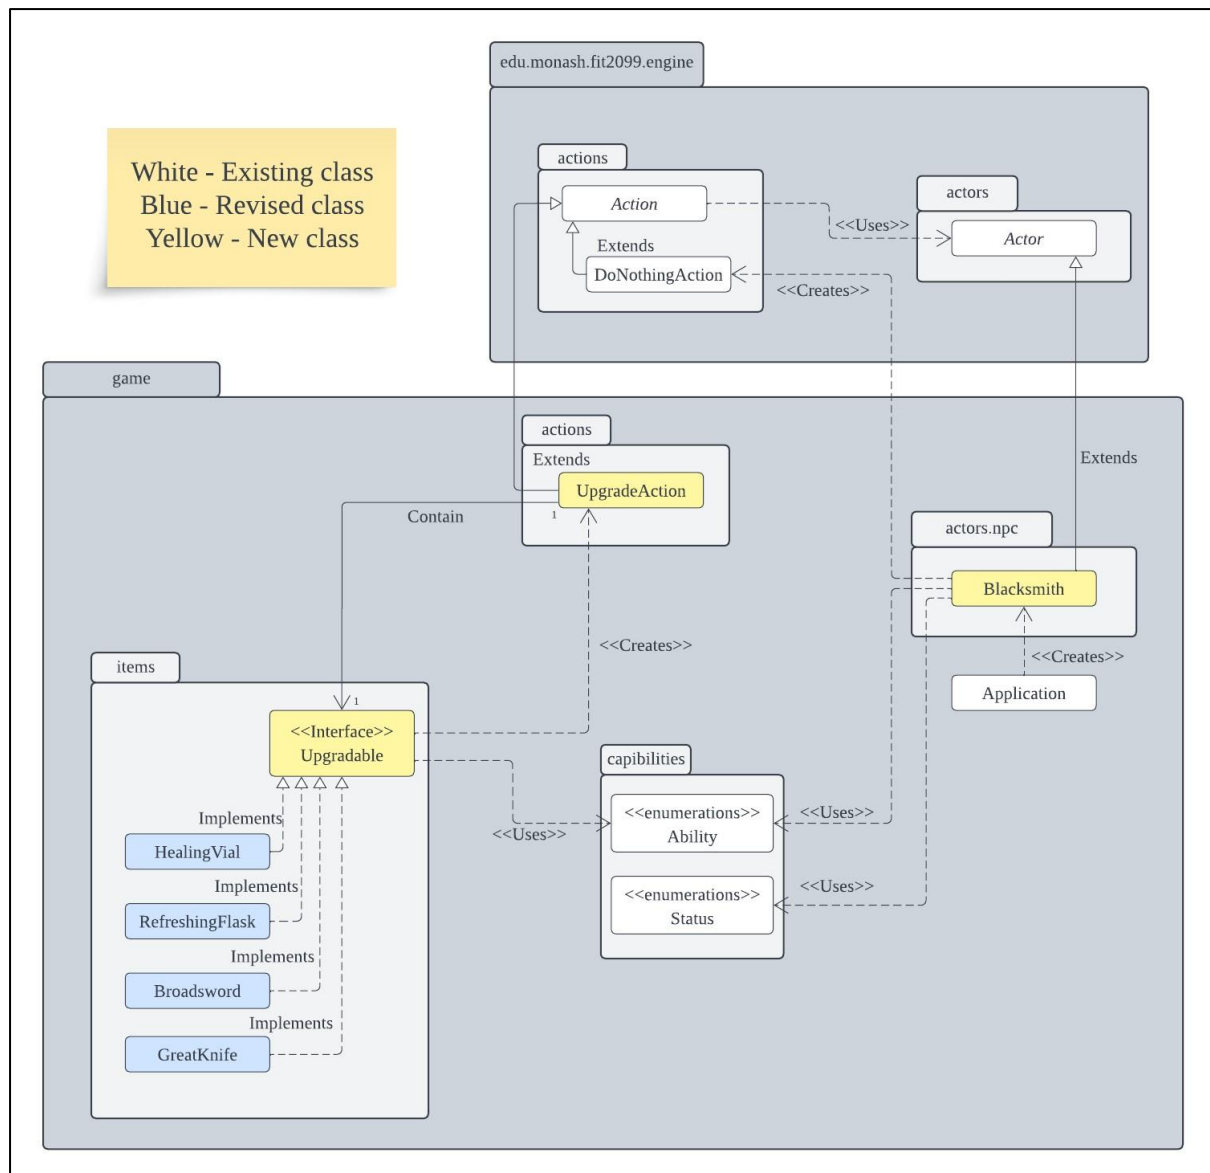 edu.monash.fit2099.engine
White - Existing class
Blue - Revised class
Yellow - New class
actions
Action
Extends
DoNothingAction
<<Uses>>
<<Creates>>
actors
Actor
game
actions
Extends
UpgradeAction
1
Contain
Extends
actors.npc
Blacksmith
<<Creates>>
Application
<<Creates>>
items
1
<<Interface>>
Upgradable
Implements
HealingVial
Implements
RefreshingFlask
Implements
Broadsword
Implements
GreatKnife
<<Uses>>
capibilities
<<enumerations>>
Ability
<<enumerations>>
Status
<<Uses>>
<<Uses>>